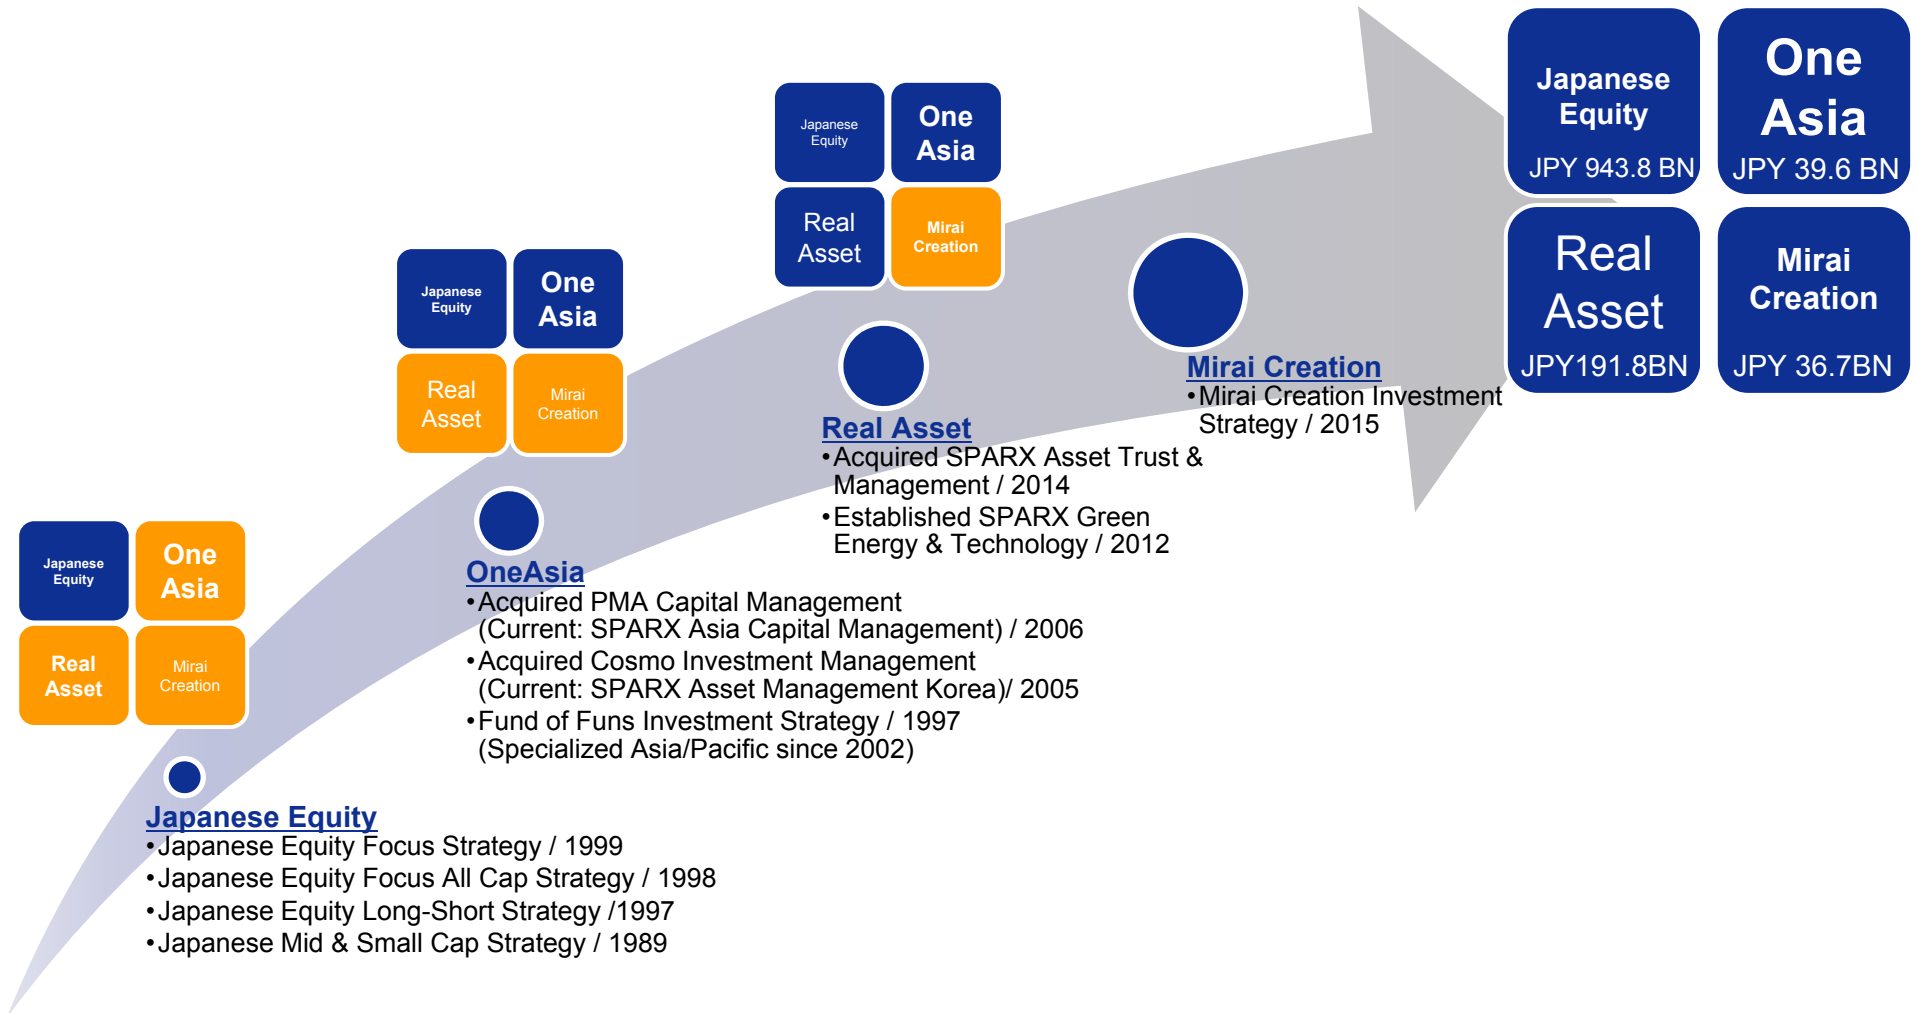 Japanese
Equity
One
Asia
Real
Asset
Mirai
Creation
Japanese Equity
•Japanese Equity Focus Strategy / 1999
•Japanese Equity Focus All Cap Strategy / 1998
•Japanese Equity Long-Short Strategy /1997
•Japanese Mid & Small Cap Strategy / 1989
Japanese
Equity
One
Asia
Real
Asset
Mirai
Creation
OneAsia
•Acquired PMA Capital Management
(Current: SPARX Asia Capital Management) / 2006
•Acquired Cosmo Investment Management
(Current: SPARX Asset Management Korea)/ 2005
•Fund of Funs Investment Strategy / 1997
(Specialized Asia/Pacific since 2002)
Japanese
Equity
One
Asia
Real
Asset
Mirai
Creation
Real Asset
•Acquired SPARX Asset Trust &
Management / 2014
•Established SPARX Green
Energy & Technology / 2012
Mirai Creation
•Mirai Creation Investment
Strategy / 2015
Japanese
Equity
JPY 943.8 BN
One
Asia
JPY 39.6 BN
Real
Asset
JPY191.8BN
Mirai
Creation
JPY 36.7BN